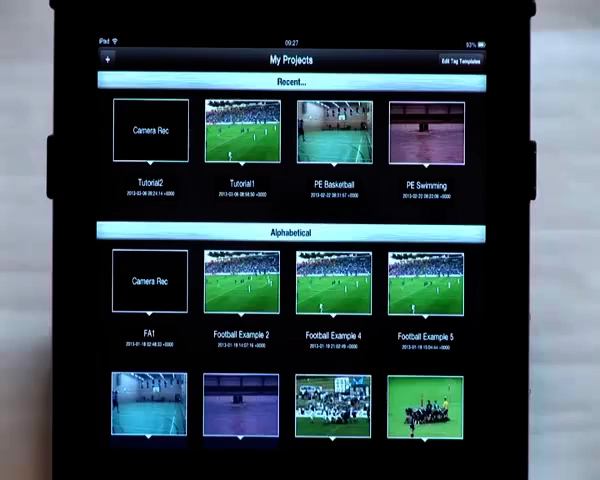 iPad 09:27 93%
+ My Projects Edit Tag Templates
Recent...
Camera Rec
Tutorial2 Tutorial1 PE Basketball PE Swimming
Alphabetical
Camera Rec
FA1 Football Example 2 Football Example 4 Football Example 5